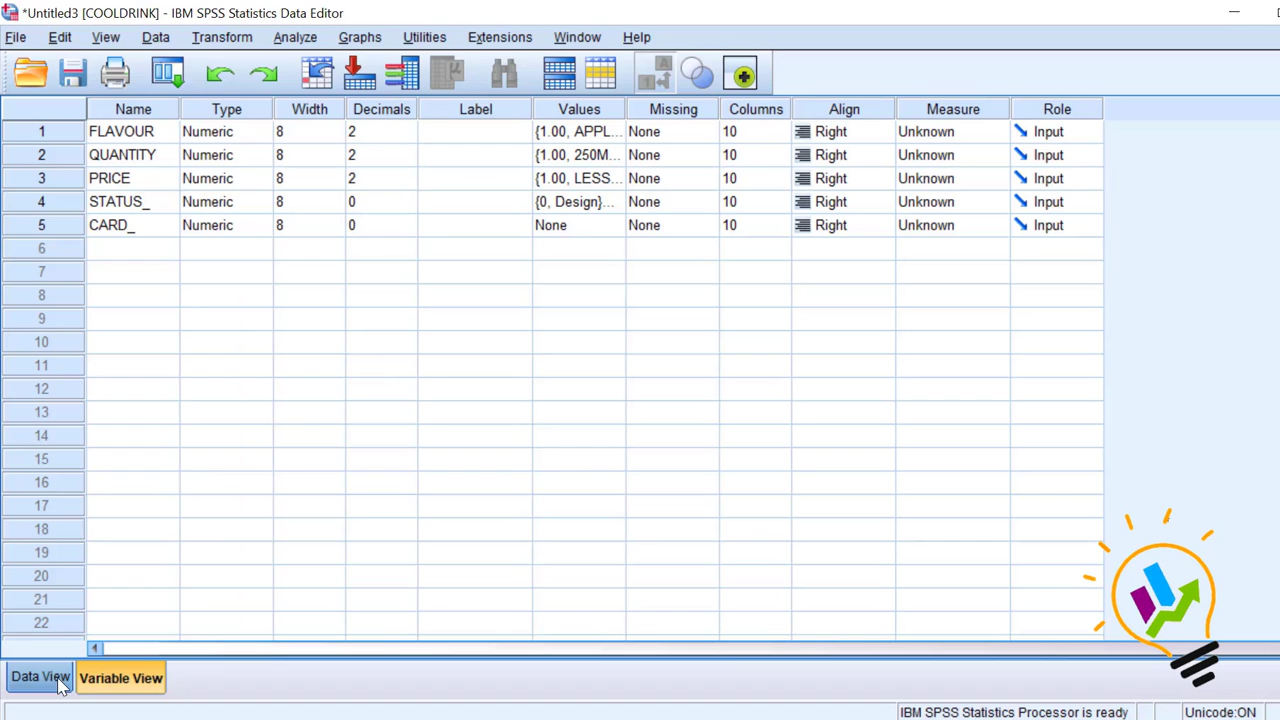 *Untitled3 [COOLDRINK] - IBM SPSS Statistics Data Editor
File Edit View Data Transform Analyze Graphs Utilities Extensions Window Help
Name Type Width Decimals Label Values Missing Columns Align Measure Role
1 FLAVOUR Numeric 8 2 {1.00, APPL... None 10 Right Unknown Input
2 QUANTITY Numeric 8 2 {1.00, 250M... None 10 Right Unknown Input
3 PRICE Numeric 8 2 {1.00, LESS... None 10 Right Unknown Input
4 STATUS_ Numeric 8 0 {0, Design}... None 10 Right Unknown Input
5 CARD_ Numeric 8 0 None None 10 Right Unknown Input
6
7
8
9
10
11
12
13
14
15
16
17
18
19
20
21
22
Data View Variable View
IBM SPSS Statistics Processor is ready Unicode:ON